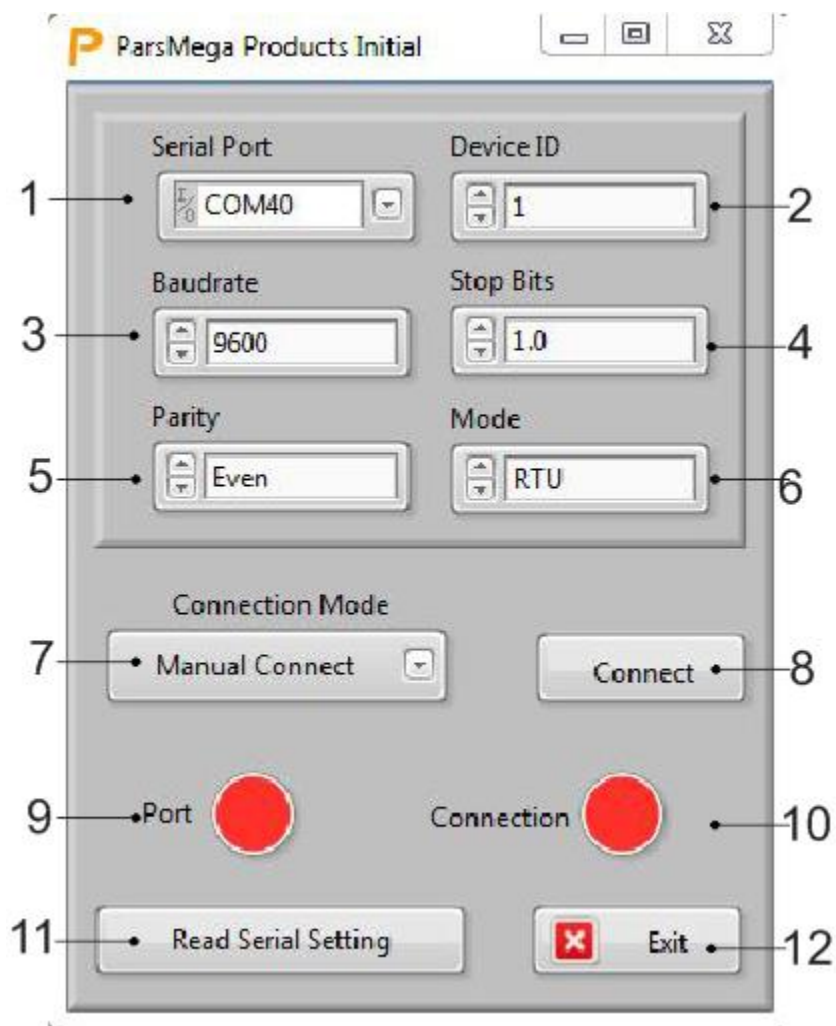 P ParsMega Products Initial
Serial Port Device ID
1 I/O COM40 1 2
Baudrate Stop Bits
3 9600 1.0 4
Parity Mode
5 Even RTU 6
Connection Mode
7 Manual Connect Connect 8
9 Port Connection 10
11 Read Serial Setting Exit 12